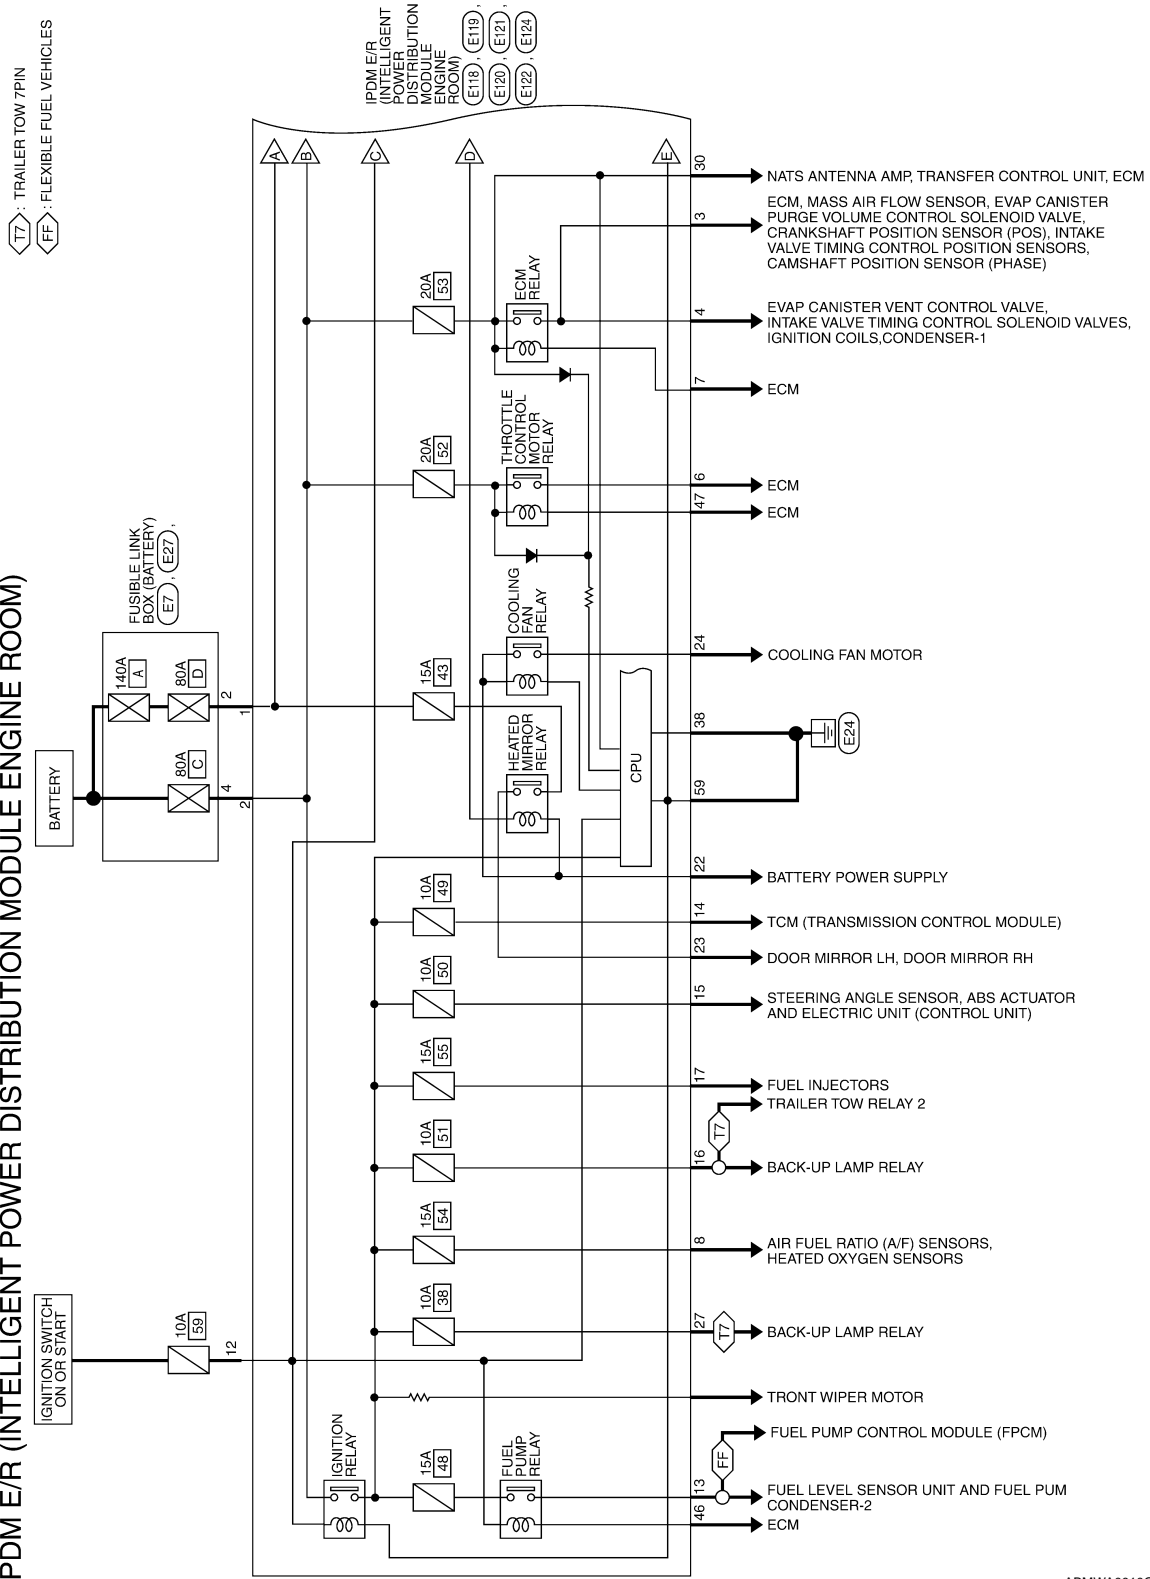 PDM E/R (INTELLIGENT POWER DISTRIBUTION MODULE ENGINE ROOM)
T7 : TRAILER TOW 7PIN
FF : FLEXIBLE FUEL VEHICLES
IPDM E/R
(INTELLIGENT
POWER
DISTRIBUTION
MODULE
ENGINE
ROOM)
E118 , E119 ,
E120 , E121 ,
E122 , E124
A
B
C
D
E
BATTERY
FUSIBLE LINK
BOX (BATTERY)
E7 , E27 ,
140A
A
80A
D
80A
C
2
1
4
2
IGNITION SWITCH
ON OR START
10A
59
12
20A
53
ECM
RELAY
20A
52
THROTTLE
CONTROL
MOTOR
RELAY
COOLING
FAN
RELAY
15A
43
HEATED
MIRROR
RELAY
CPU
10A
49
10A
50
15A
55
10A
51
15A
54
10A
38
IGNITION
RELAY
15A
48
FUEL
PUMP
RELAY
30
NATS ANTENNA AMP, TRANSFER CONTROL UNIT, ECM
3
ECM, MASS AIR FLOW SENSOR, EVAP CANISTER
PURGE VOLUME CONTROL SOLENOID VALVE,
CRANKSHAFT POSITION SENSOR (POS), INTAKE
VALVE TIMING CONTROL POSITION SENSORS,
CAMSHAFT POSITION SENSOR (PHASE)
4
EVAP CANISTER VENT CONTROL VALVE,
INTAKE VALVE TIMING CONTROL SOLENOID VALVES,
IGNITION COILS,CONDENSER-1
7
ECM
6
ECM
47
ECM
24
COOLING FAN MOTOR
38
E24
59
22
BATTERY POWER SUPPLY
14
TCM (TRANSMISSION CONTROL MODULE)
23
DOOR MIRROR LH, DOOR MIRROR RH
15
STEERING ANGLE SENSOR, ABS ACTUATOR
AND ELECTRIC UNIT (CONTROL UNIT)
17
FUEL INJECTORS
TRAILER TOW RELAY 2
T7
16
BACK-UP LAMP RELAY
8
AIR FUEL RATIO (A/F) SENSORS,
HEATED OXYGEN SENSORS
27
T7
BACK-UP LAMP RELAY
TRONT WIPER MOTOR
FUEL PUMP CONTROL MODULE (FPCM)
FF
13
FUEL LEVEL SENSOR UNIT AND FUEL PUM
CONDENSER-2
46
ECM